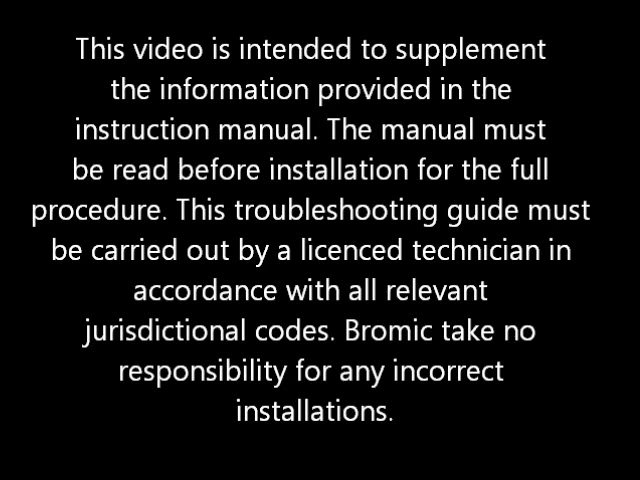 This video is intended to supplement
the information provided in the
instruction manual. The manual must
be read before installation for the full
procedure. This troubleshooting guide must
be carried out by a licenced technician in
accordance with all relevant
jurisdictional codes. Bromic take no
responsibility for any incorrect
installations.